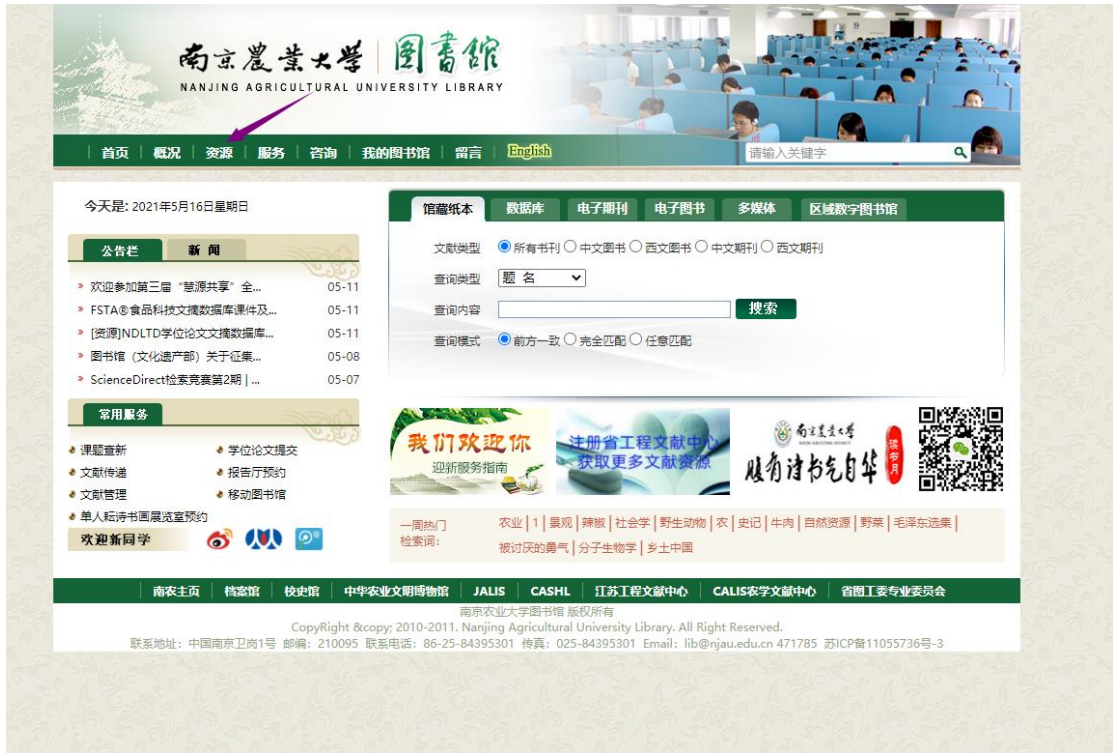 南京農業大學 圖書館
NANJING AGRICULTURAL UNIVERSITY LIBRARY
首页 概况 资源 服务 咨询 我的图书馆 留言 English 请输入关键字
今天是: 2021年5月16日星期日
公告栏 新 闻
欢迎参加第三届“慧源共享”全... 05-11
FSTA®食品科技文摘数据库课件及... 05-11
[资源]NDLTD学位论文文摘数据库... 05-11
图书馆（文化遗产部）关于征集... 05-08
ScienceDirect检索竞赛第2期 | ... 05-07
常用服务
课题查新 学位论文提交
文献传递 报告厅预约
文献管理 移动图书馆
单人耘诗书画展览室预约
欢迎新同学
馆藏纸本 数据库 电子期刊 电子图书 多媒体 区域数字图书馆
文献类型 所有书刊 中文图书 西文图书 中文期刊 西文期刊
查询类型 题 名
查询内容 搜索
查询模式 前方一致 完全匹配 任意匹配
我们欢迎你
迎新服务指南
注册省工程文献中心
获取更多文献资源
南京農業大學
腹有诗书气自华
读书月
一周热门
检索词:
农业 | 1 | 景观 | 辣椒 | 社会学 | 野生动物 | 农 | 史记 | 牛肉 | 自然资源 | 野菜 | 毛泽东选集 |
被讨厌的勇气 | 分子生物学 | 乡土中国
南农主页 档案馆 校史馆 中华农业文明博物馆 JALIS CASHL 江苏工程文献中心 CALIS农学文献中心 省图工委专业委员会
南京农业大学图书馆 版权所有
CopyRight &copy; 2010-2011. Nanjing Agricultural University Library. All Right Reserved.
联系地址：中国南京卫岗1号 邮编：210095 联系电话：86-25-84395301 传真：025-84395301 Email: lib@njau.edu.cn 471785 苏ICP备11055736号-3